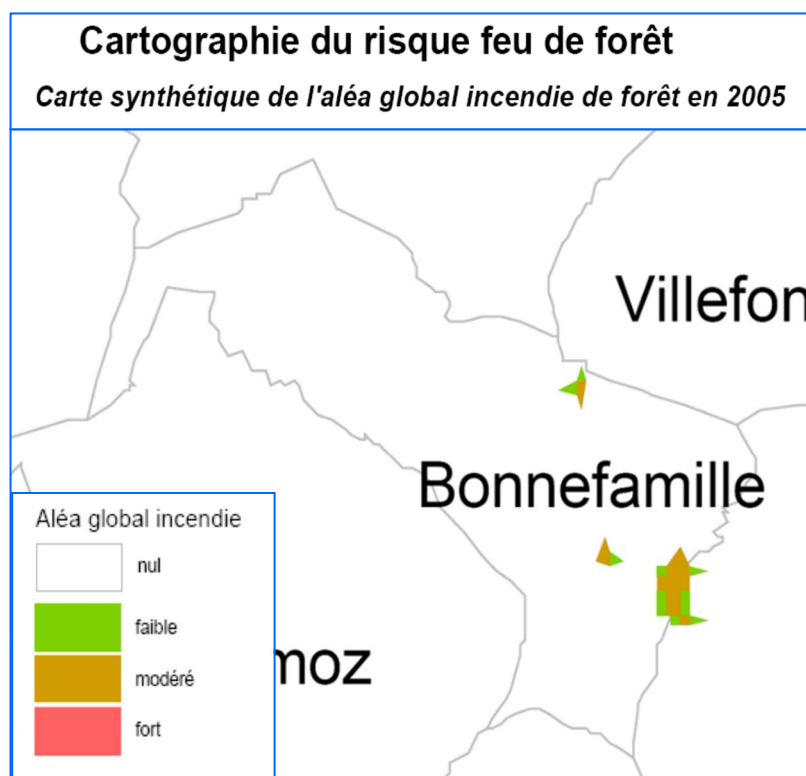 Cartographie du risque feu de forêt
Carte synthétique de l'aléa global incendie de forêt en 2005
Villefon
Bonnefamille
moz
Aléa global incendie
nul
faible
modéré
fort